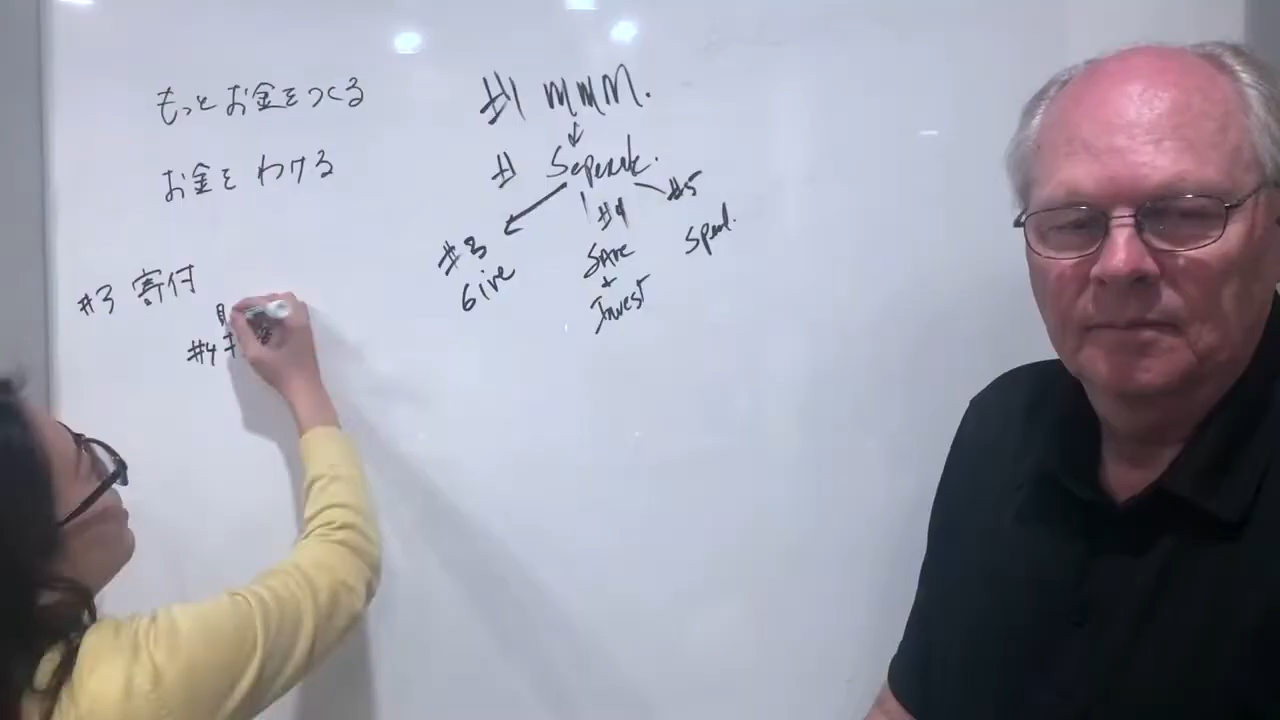 もっとお金をつくる
お金をわける
#3 寄付
#4
#1 MMM.
# Seperate.
#3
Give
#4
SAVE
+
Invest
#5
Spend.